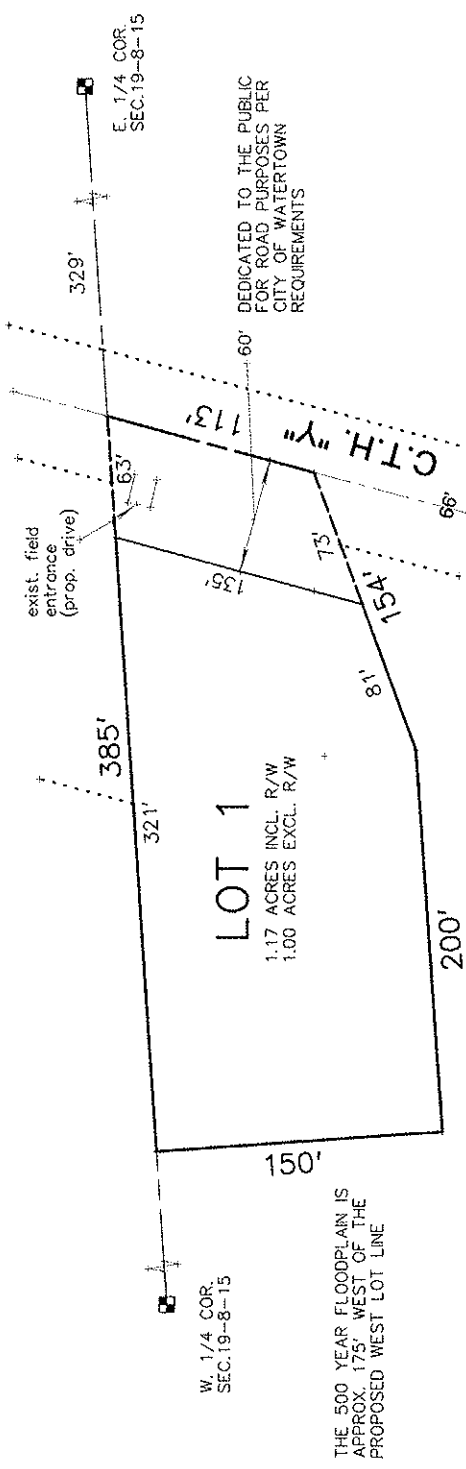 E. 1/4 COR.
SEC.19-8-15
329'
DEDICATED TO THE PUBLIC
FOR ROAD PURPOSES PER
CITY OF WATERTOWN
REQUIREMENTS
60'
113'
C.T.H. "Y"
66'
63'
exist. field
entrance
(prop. drive)
135'
73'
154'
81'
385'
321'
LOT 1
1.17 ACRES INCL. R/W
1.00 ACRES EXCL. R/W
200'
150'
W. 1/4 COR.
SEC.19-8-15
THE 500 YEAR FLOODPLAIN IS
APPROX. 175' WEST OF THE
PROPOSED WEST LOT LINE